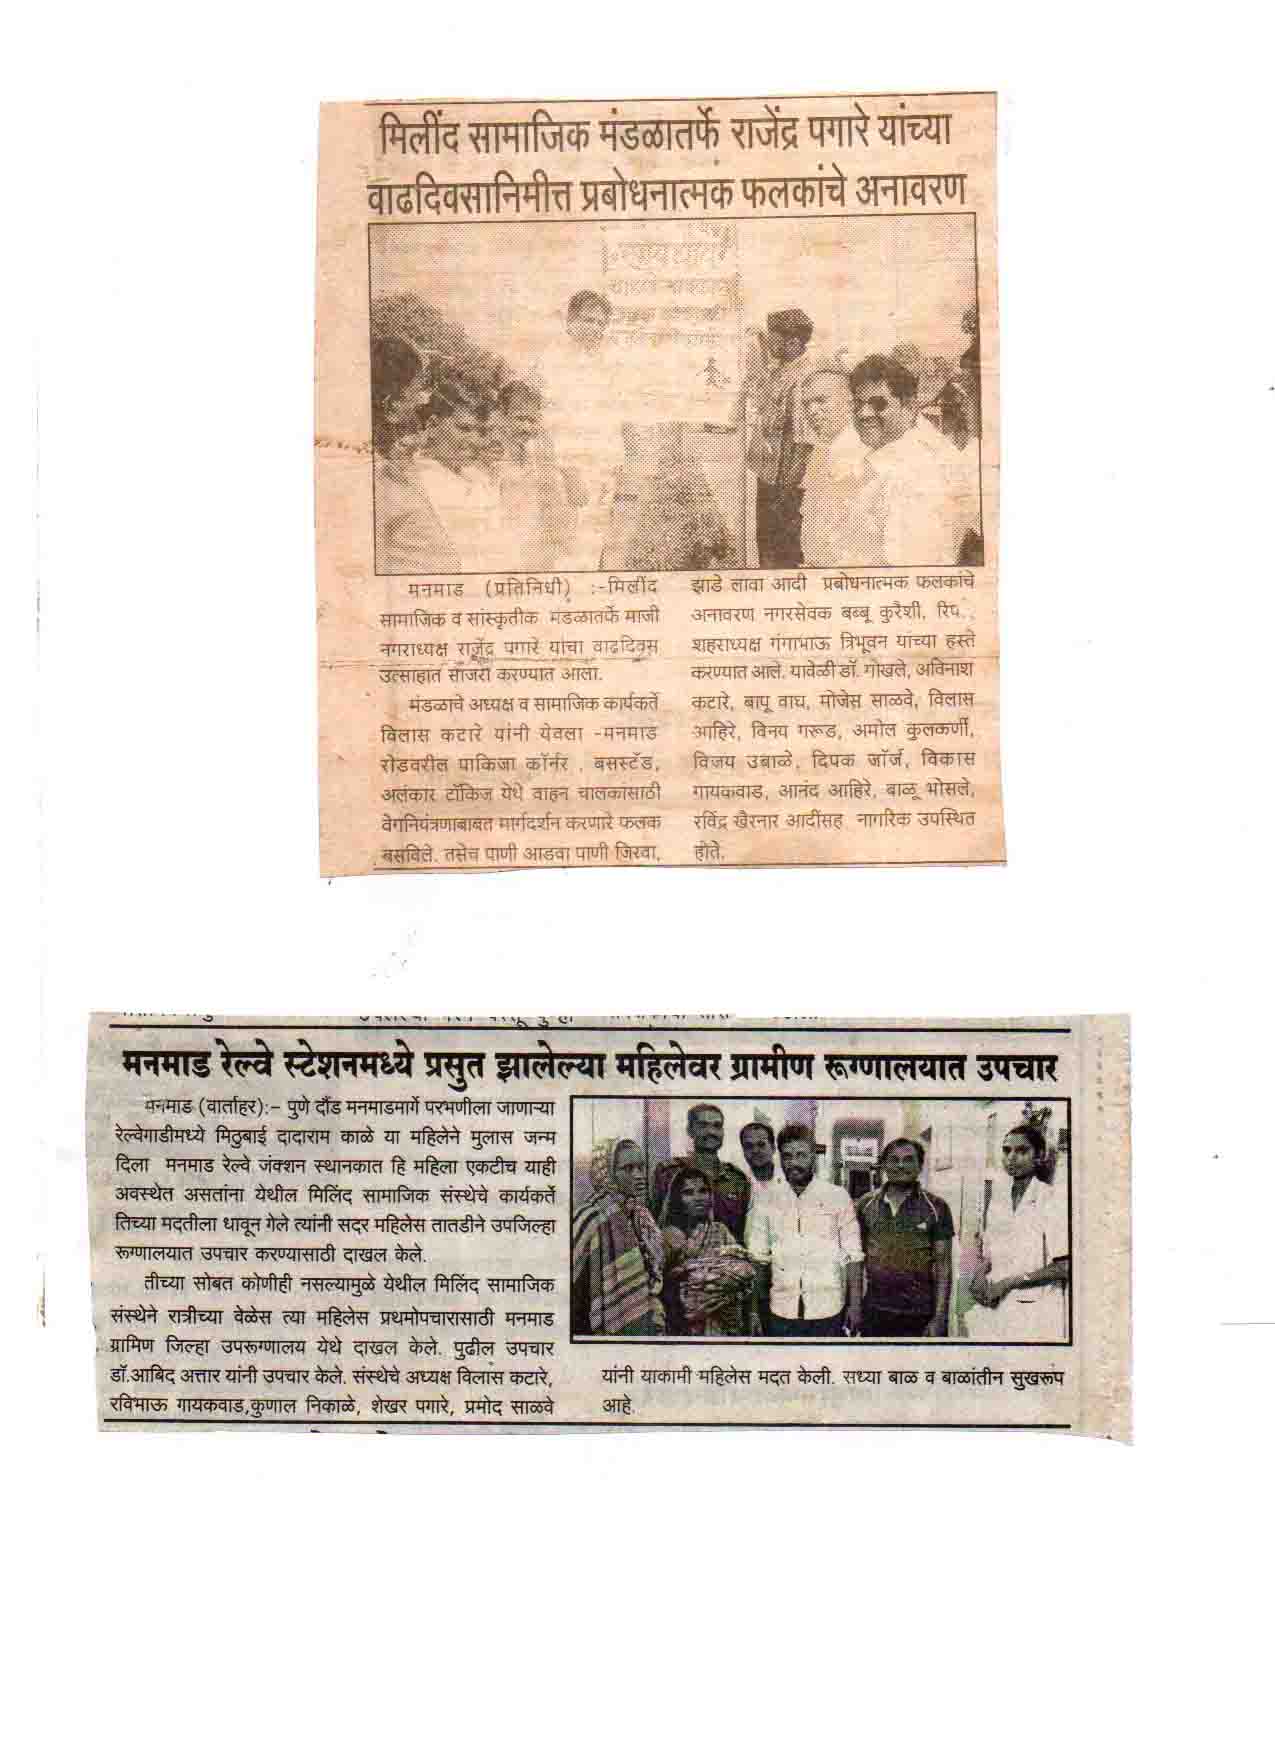 मिलींद सामाजिक मंडळातर्फे राजेंद्र पगारे यांच्या
वाढदिवसानिमीत्त प्रबोधनात्मक फलकांचे अनावरण
मनमाड (प्रतिनिधी) :-मिलींद
सामाजिक व सांस्कृतीक मंडळातर्फे माजी
नगराध्यक्ष राजेंद्र पगारे यांचा वाढदिवस
उत्साहात साजरा करण्यात आला.
मंडळाचे अध्यक्ष व सामाजिक कार्यकर्ते
विलास कटारे यांनी येवला -मनमाड
रोडवरील पाकिजा कॉर्नर , बसस्टँड,
अलंकार टॉकिज येथे वाहन चालकांसाठी
वेगनियंत्रणाबाबत मार्गदर्शन करणारे फलक
बसविले. तसेच पाणी आडवा पाणी जिरवा,
झाडे लावा आदी प्रबोधनात्मक फलकांचे
अनावरण नगरसेवक बब्बू कुरैशी, रिप.
शहराध्यक्ष गंगाभाऊ त्रिभूवन यांच्या हस्ते
करण्यात आले. यावेळी डॉ. गोखले, अविनाश
कटारे, बापू वाघ, मोजेस साळवे, विलास
आहिरे, विनय गरूड, अमोल कुलकर्णी,
विजय उबाळे, दिपक जॉर्ज, विकास
गायकवाड, आनंद आहिरे, बाळू भोसले,
रविंद्र खैरनार आदींसह नागरिक उपस्थित
होते.
मनमाड रेल्वे स्टेशनमध्ये प्रसुत झालेल्या महिलेवर ग्रामीण रूग्णालयात उपचार
मनमाड (वार्ताहर):- पुणे दौंड मनमाडमार्गे परभणीला जाणाऱ्या
रेल्वेगाडीमध्ये मिठुबाई दादाराम काळे या महिलेने मुलास जन्म
दिला मनमाड रेल्वे जंक्शन स्थानकात हि महिला एकटीच याही
अवस्थेत असतांना येथील मिलिंद सामाजिक संस्थेचे कार्यकर्ते
तिच्या मदतीला धावून गेले त्यांनी सदर महिलेस तातडीने उपजिल्हा
रूग्णालयात उपचार करण्यासाठी दाखल केले.
तीच्या सोबत कोणीही नसल्यामुळे येथील मिलिंद सामाजिक
संस्थेने रात्रीच्या वेळेस त्या महिलेस प्रथमोपचारासाठी मनमाड
ग्रामिण जिल्हा उपरूग्णालय येथे दाखल केले. पुढील उपचार
डॉ.आबिद अत्तार यांनी उपचार केले. संस्थेचे अध्यक्ष विलास कटारे,
रविभाऊ गायकवाड,कुणाल निकाळे, शेखर पगारे, प्रमोद साळवे
यांनी याकामी महिलेस मदत केली. सध्या बाळ व बाळांतीन सुखरूप
आहे.